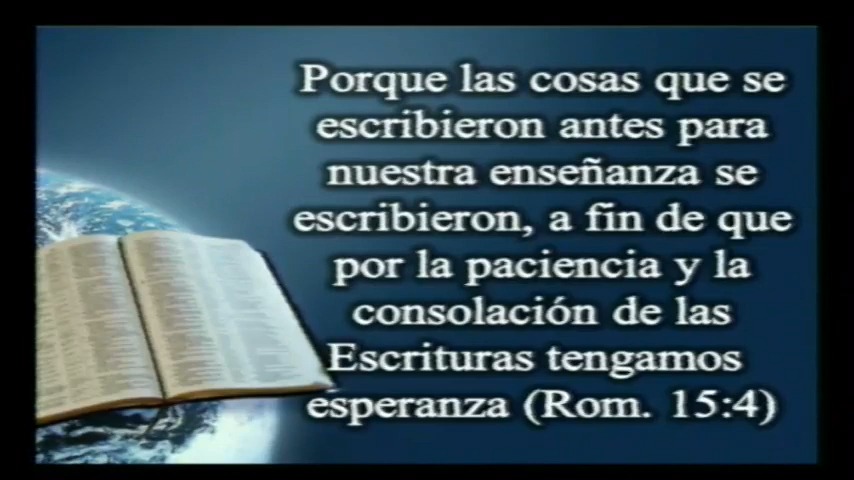 Porque las cosas que se
escribieron antes para
nuestra enseñanza se
escribieron, a fin de que
por la paciencia y la
consolación de las
Escrituras tengamos
esperanza (Rom. 15:4)